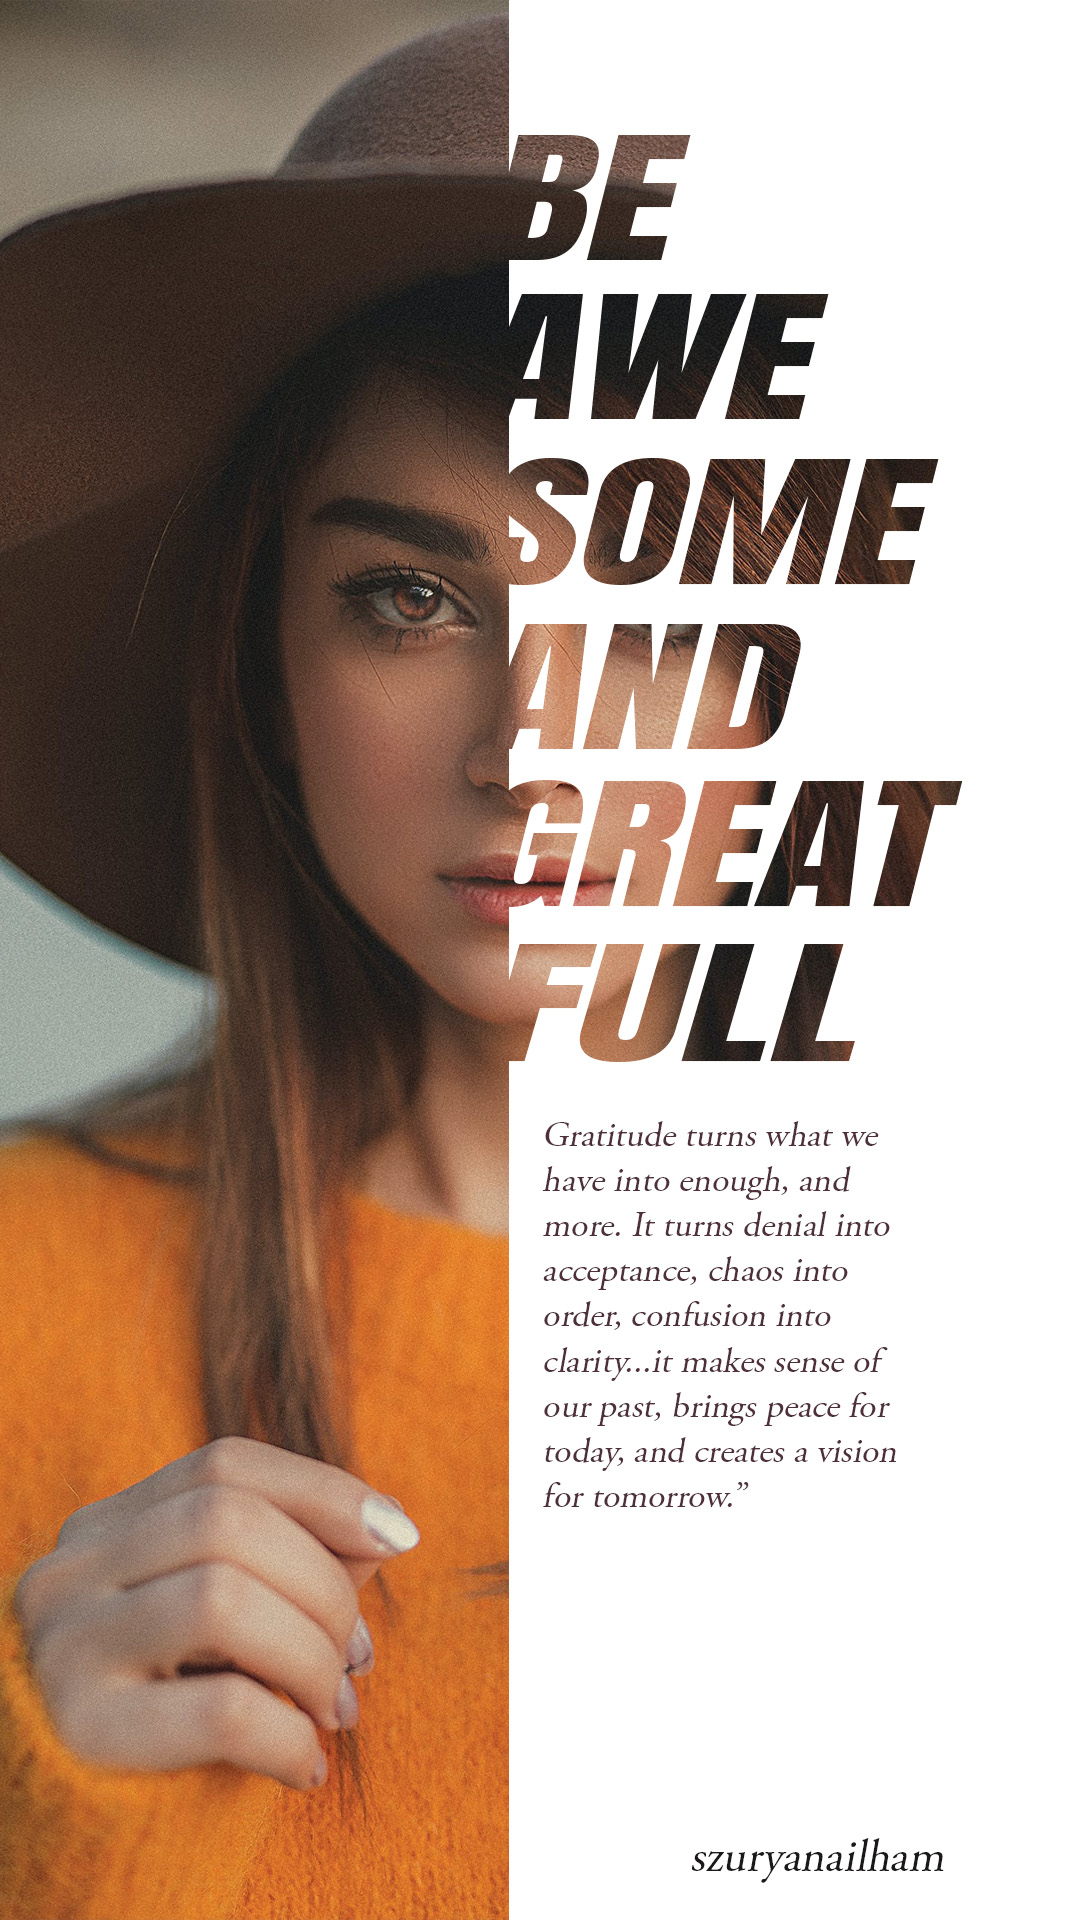 BE
AWE
SOME
AND
GREAT
FULL
Gratitude turns what we
have into enough, and
more. It turns denial into
acceptance, chaos into
order, confusion into
clarity...it makes sense of
our past, brings peace for
today, and creates a vision
for tomorrow.”
szuryanailham